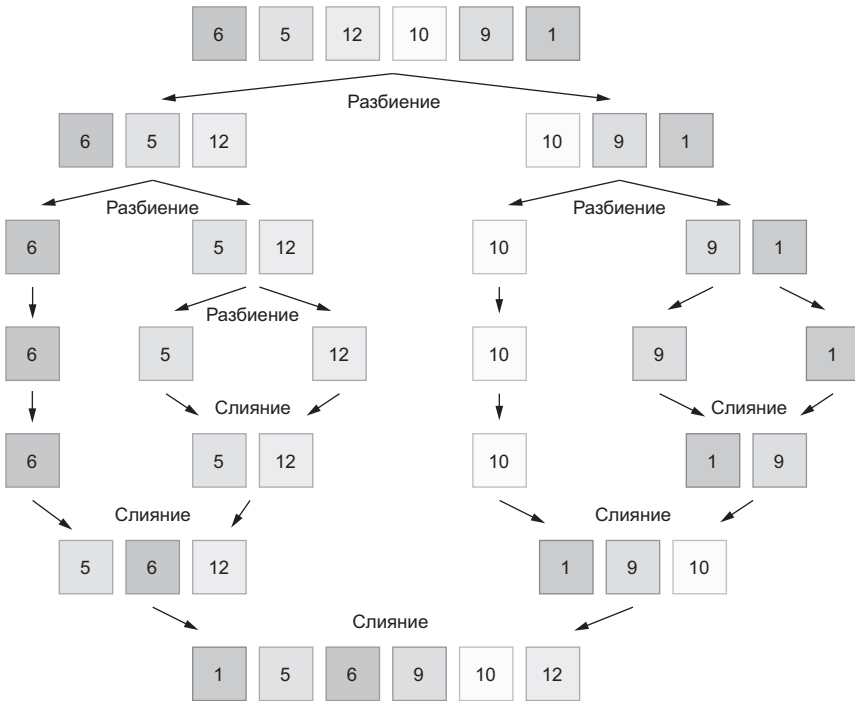 6 5 12 10 9 1
Разбиение
6 5 12 10 9 1
Разбиение Разбиение
6 5 12 10 9 1
Разбиение
6 5 12 10 9 1
Слияние Слияние
6 5 12 10 1 9
Слияние Слияние
5 6 12 1 9 10
Слияние
1 5 6 9 10 12